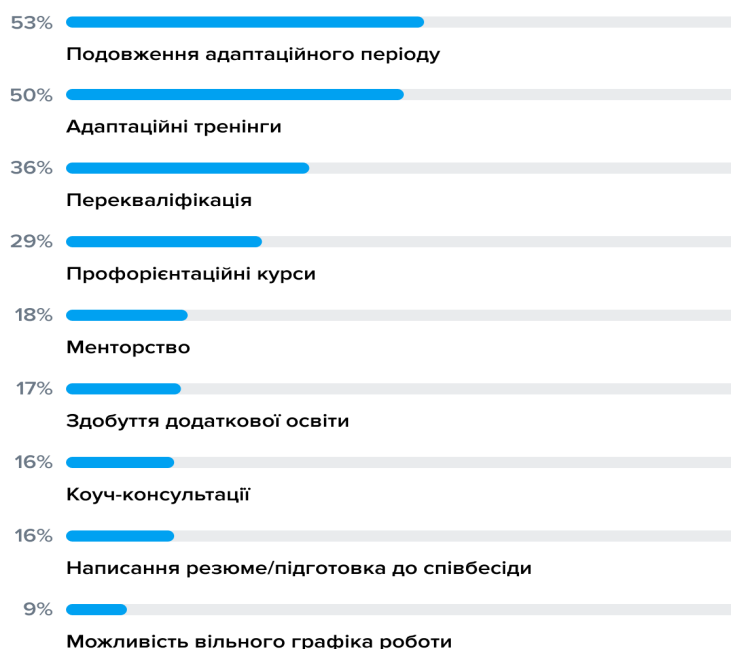 53%
Подовження адаптаційного періоду
50%
Адаптаційні тренінги
36%
Перекваліфікація
29%
Профорієнтаційні курси
18%
Менторство
17%
Здобуття додаткової освіти
16%
Коуч-консультації
16%
Написання резюме/підготовка до співбесіди
9%
Можливість вільного графіка роботи